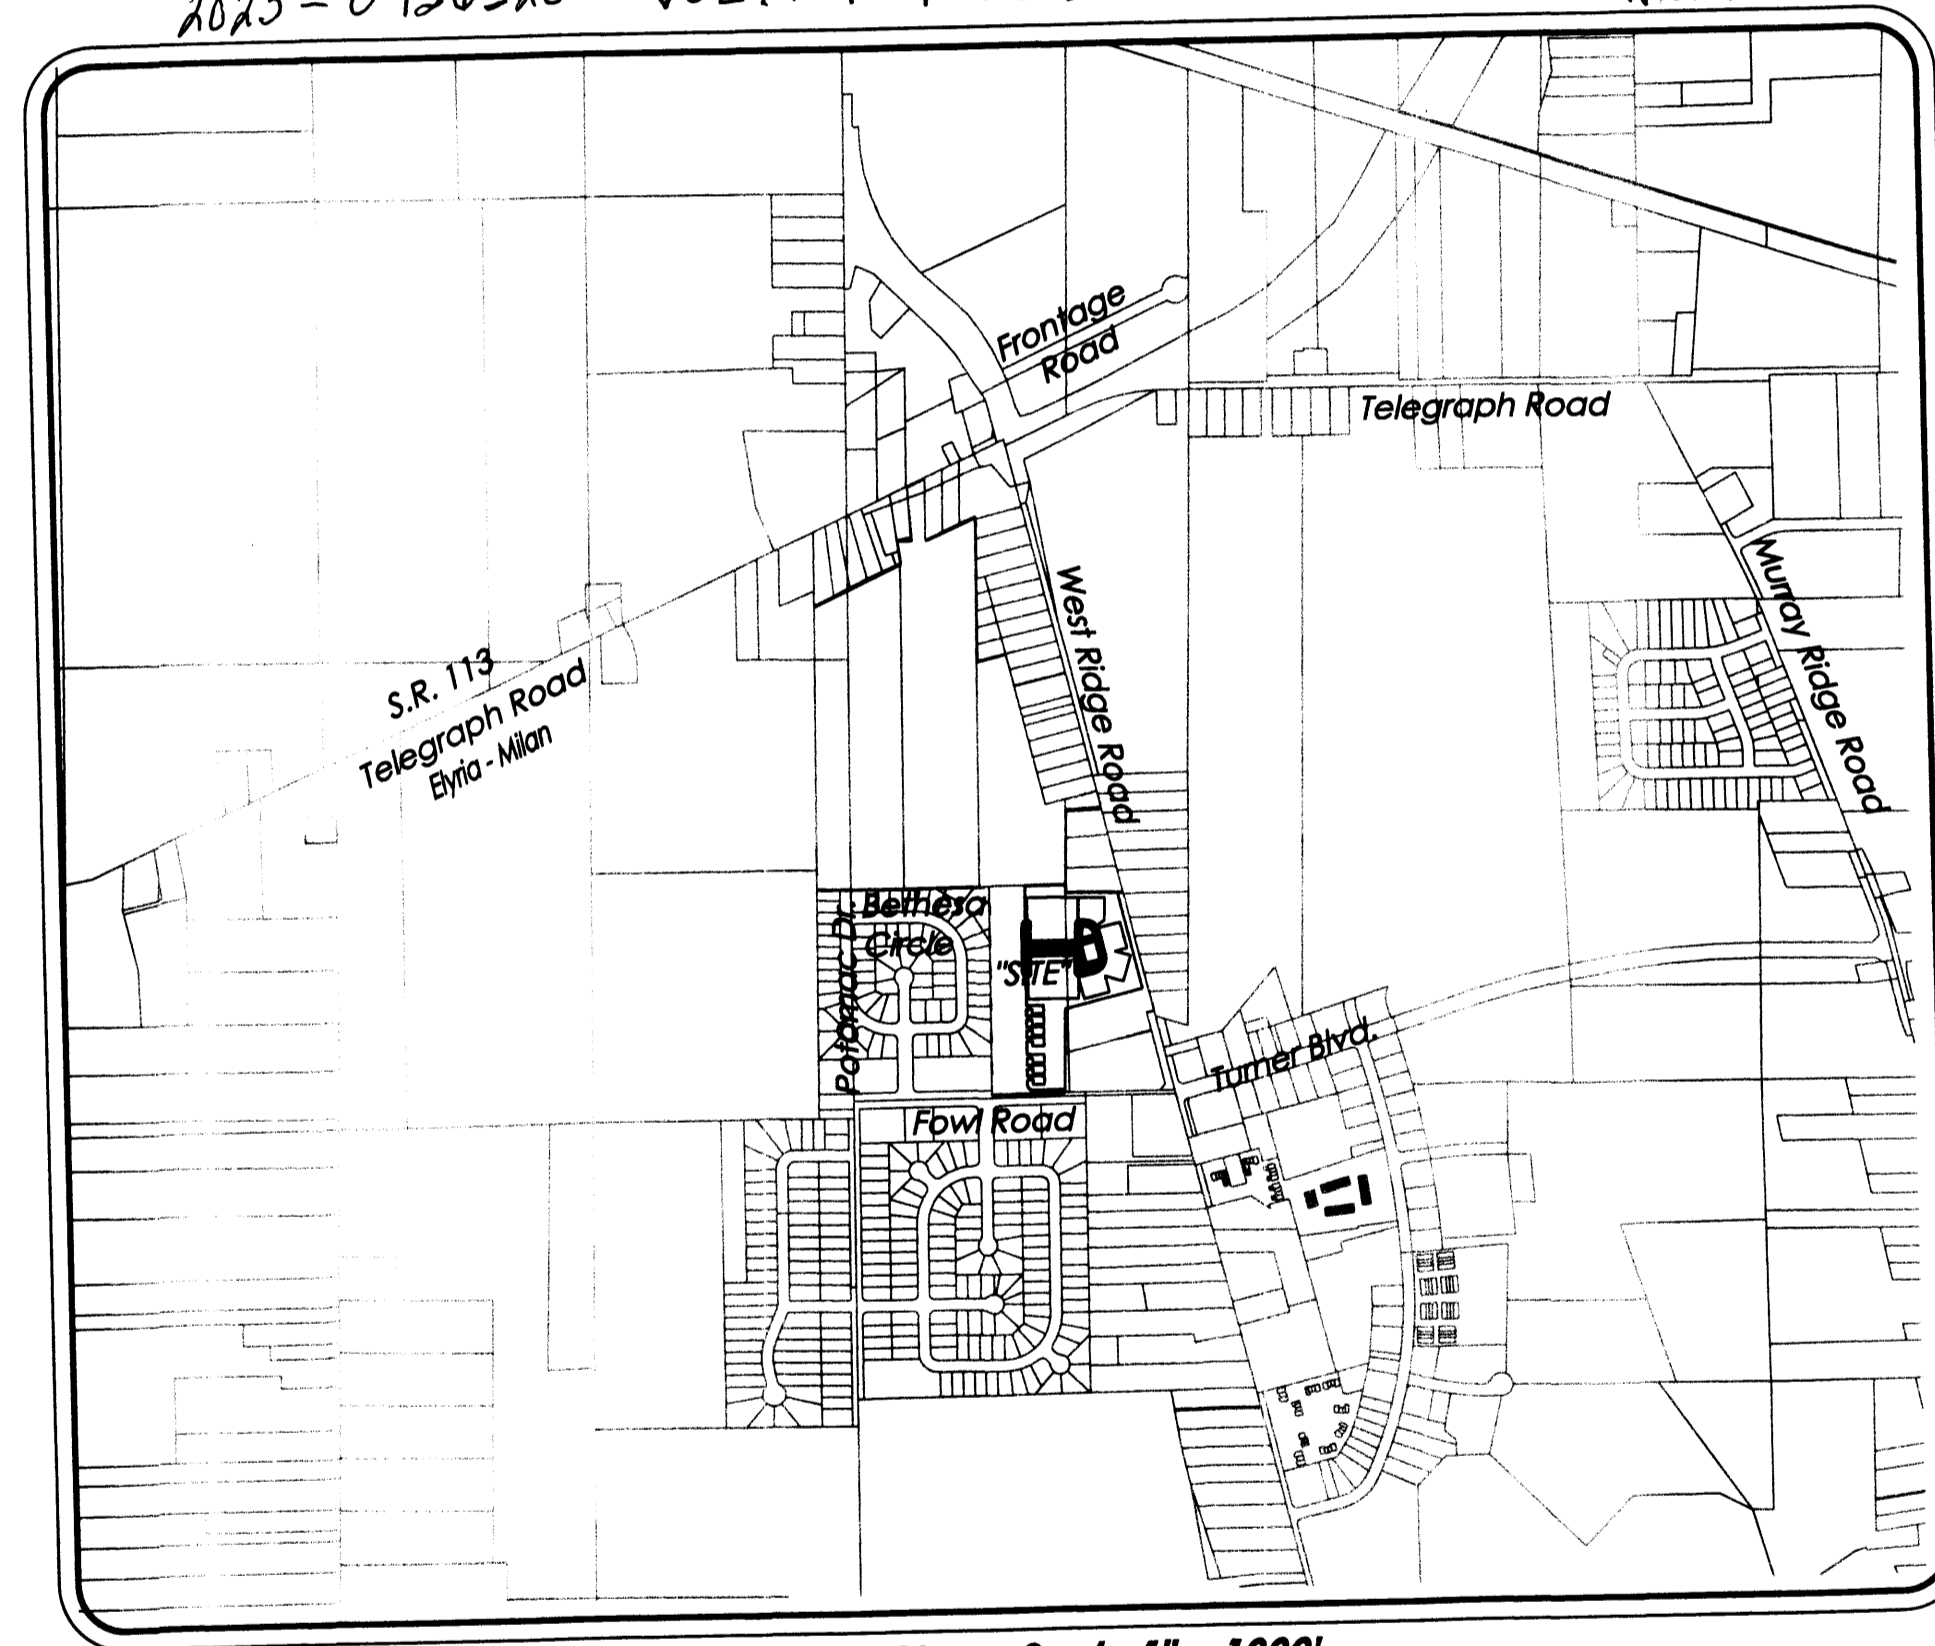 2023
Frontage
Road
Telegraph Road
Murray Ridge Road
West Ridge Road
S.R. 113
Telegraph Road
Elyria - Milan
Bethesa
Circle
Potomac Dr.
"SITE"
Turner Blvd.
Fowl Road